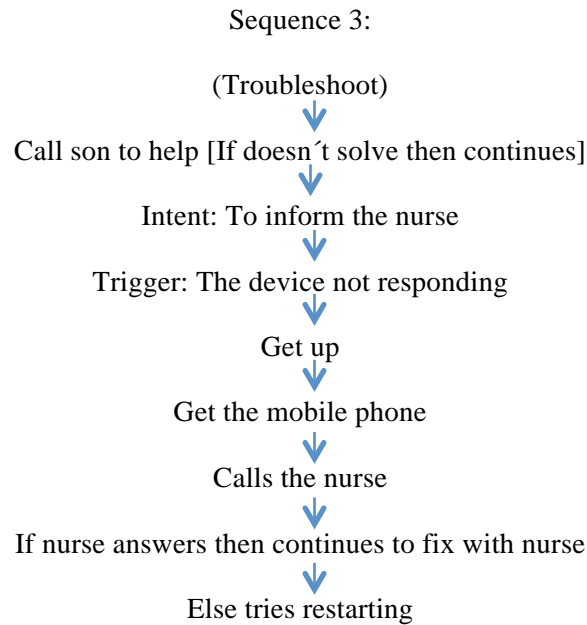 Sequence 3:
(Troubleshoot)
Call son to help [If doesn´t solve then continues]
Intent: To inform the nurse
Trigger: The device not responding
Get up
Get the mobile phone
Calls the nurse
If nurse answers then continues to fix with nurse
Else tries restarting